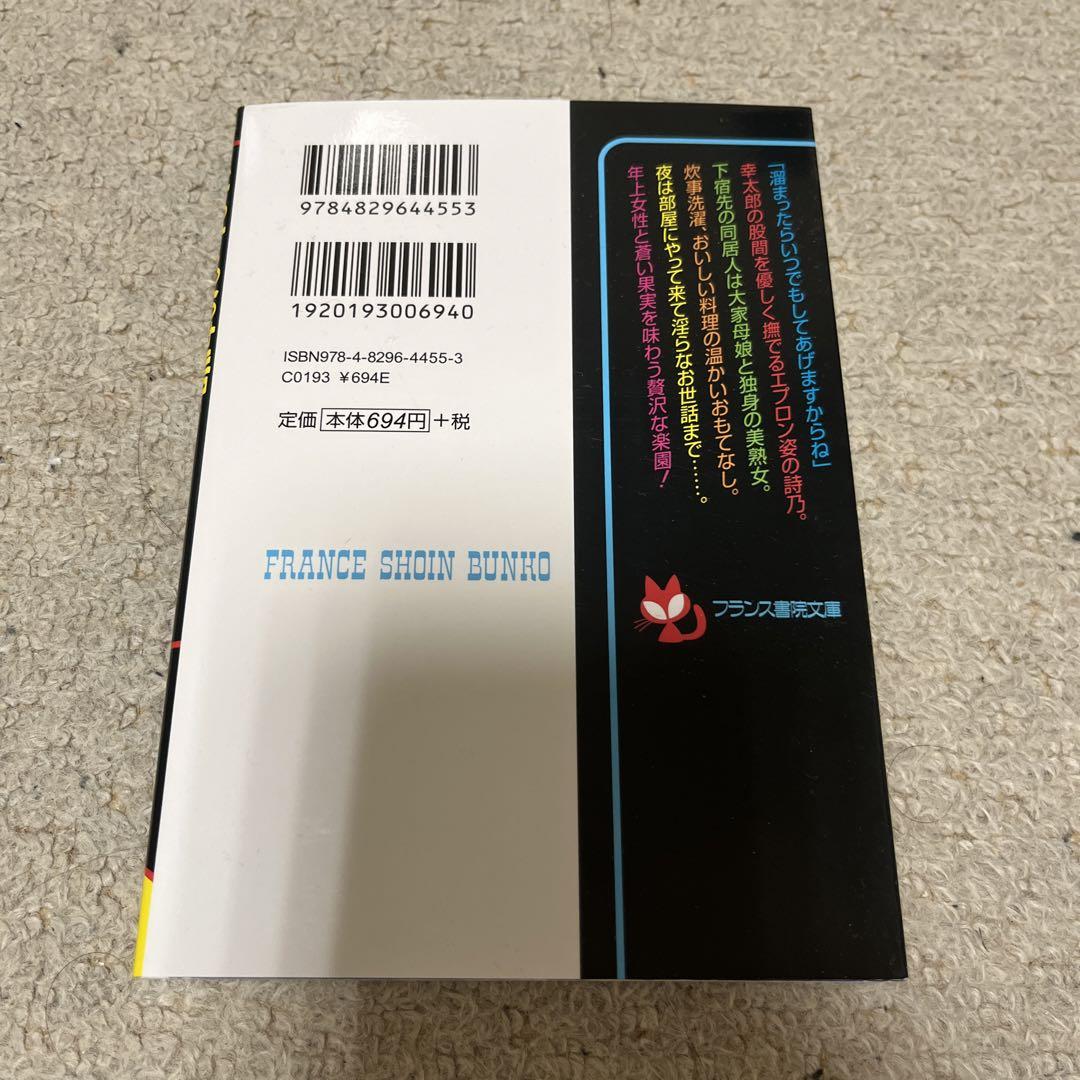 9784829644553
1920193006940
ISBN978-4-8296-4455-3
C0193 ¥694E
定価 本体694円+税
FRANCE SHOIN BUNKO
「溜まったらいつでもしてあげますからね」
幸太郎の股間を優しく撫でるエプロン姿の詩乃。
下宿先の同居人は大家母娘と独身の美熟女。
炊事洗濯、おいしい料理の温かいおもてなし。
夜は部屋にやって来て淫らなお世話まで……。
年上女性と蒼い果実を味わう贅沢な楽園!
フランス書院文庫